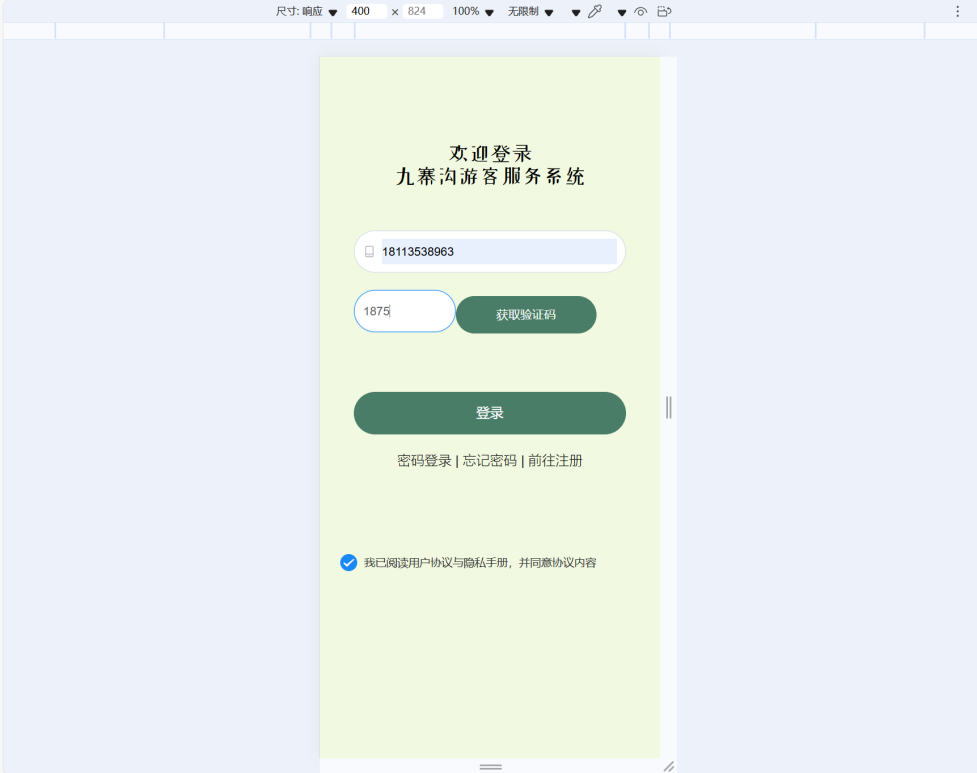 尺寸: 响应 400 × 824 100% 无限制
欢迎登录
九寨沟游客服务系统
18113538963
1875 获取验证码
登录
密码登录 | 忘记密码 | 前往注册
我已阅读用户协议与隐私手册，并同意协议内容